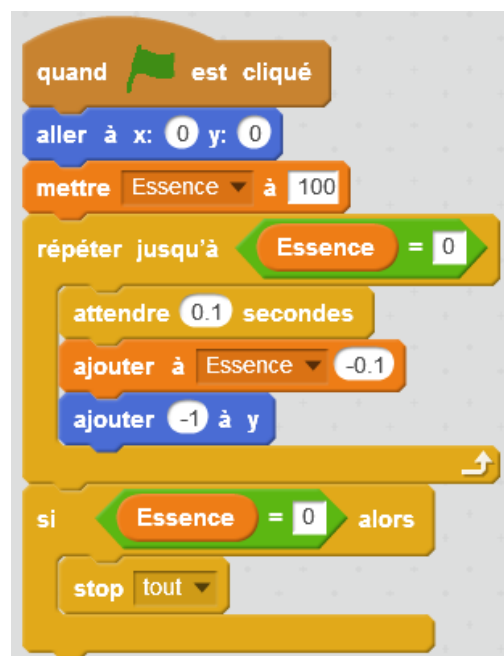 quand est cliqué
aller à x: 0 y: 0
mettre Essence à 100
répéter jusqu'à Essence = 0
attendre 0.1 secondes
ajouter à Essence -0.1
ajouter -1 à y
si Essence = 0 alors
stop tout